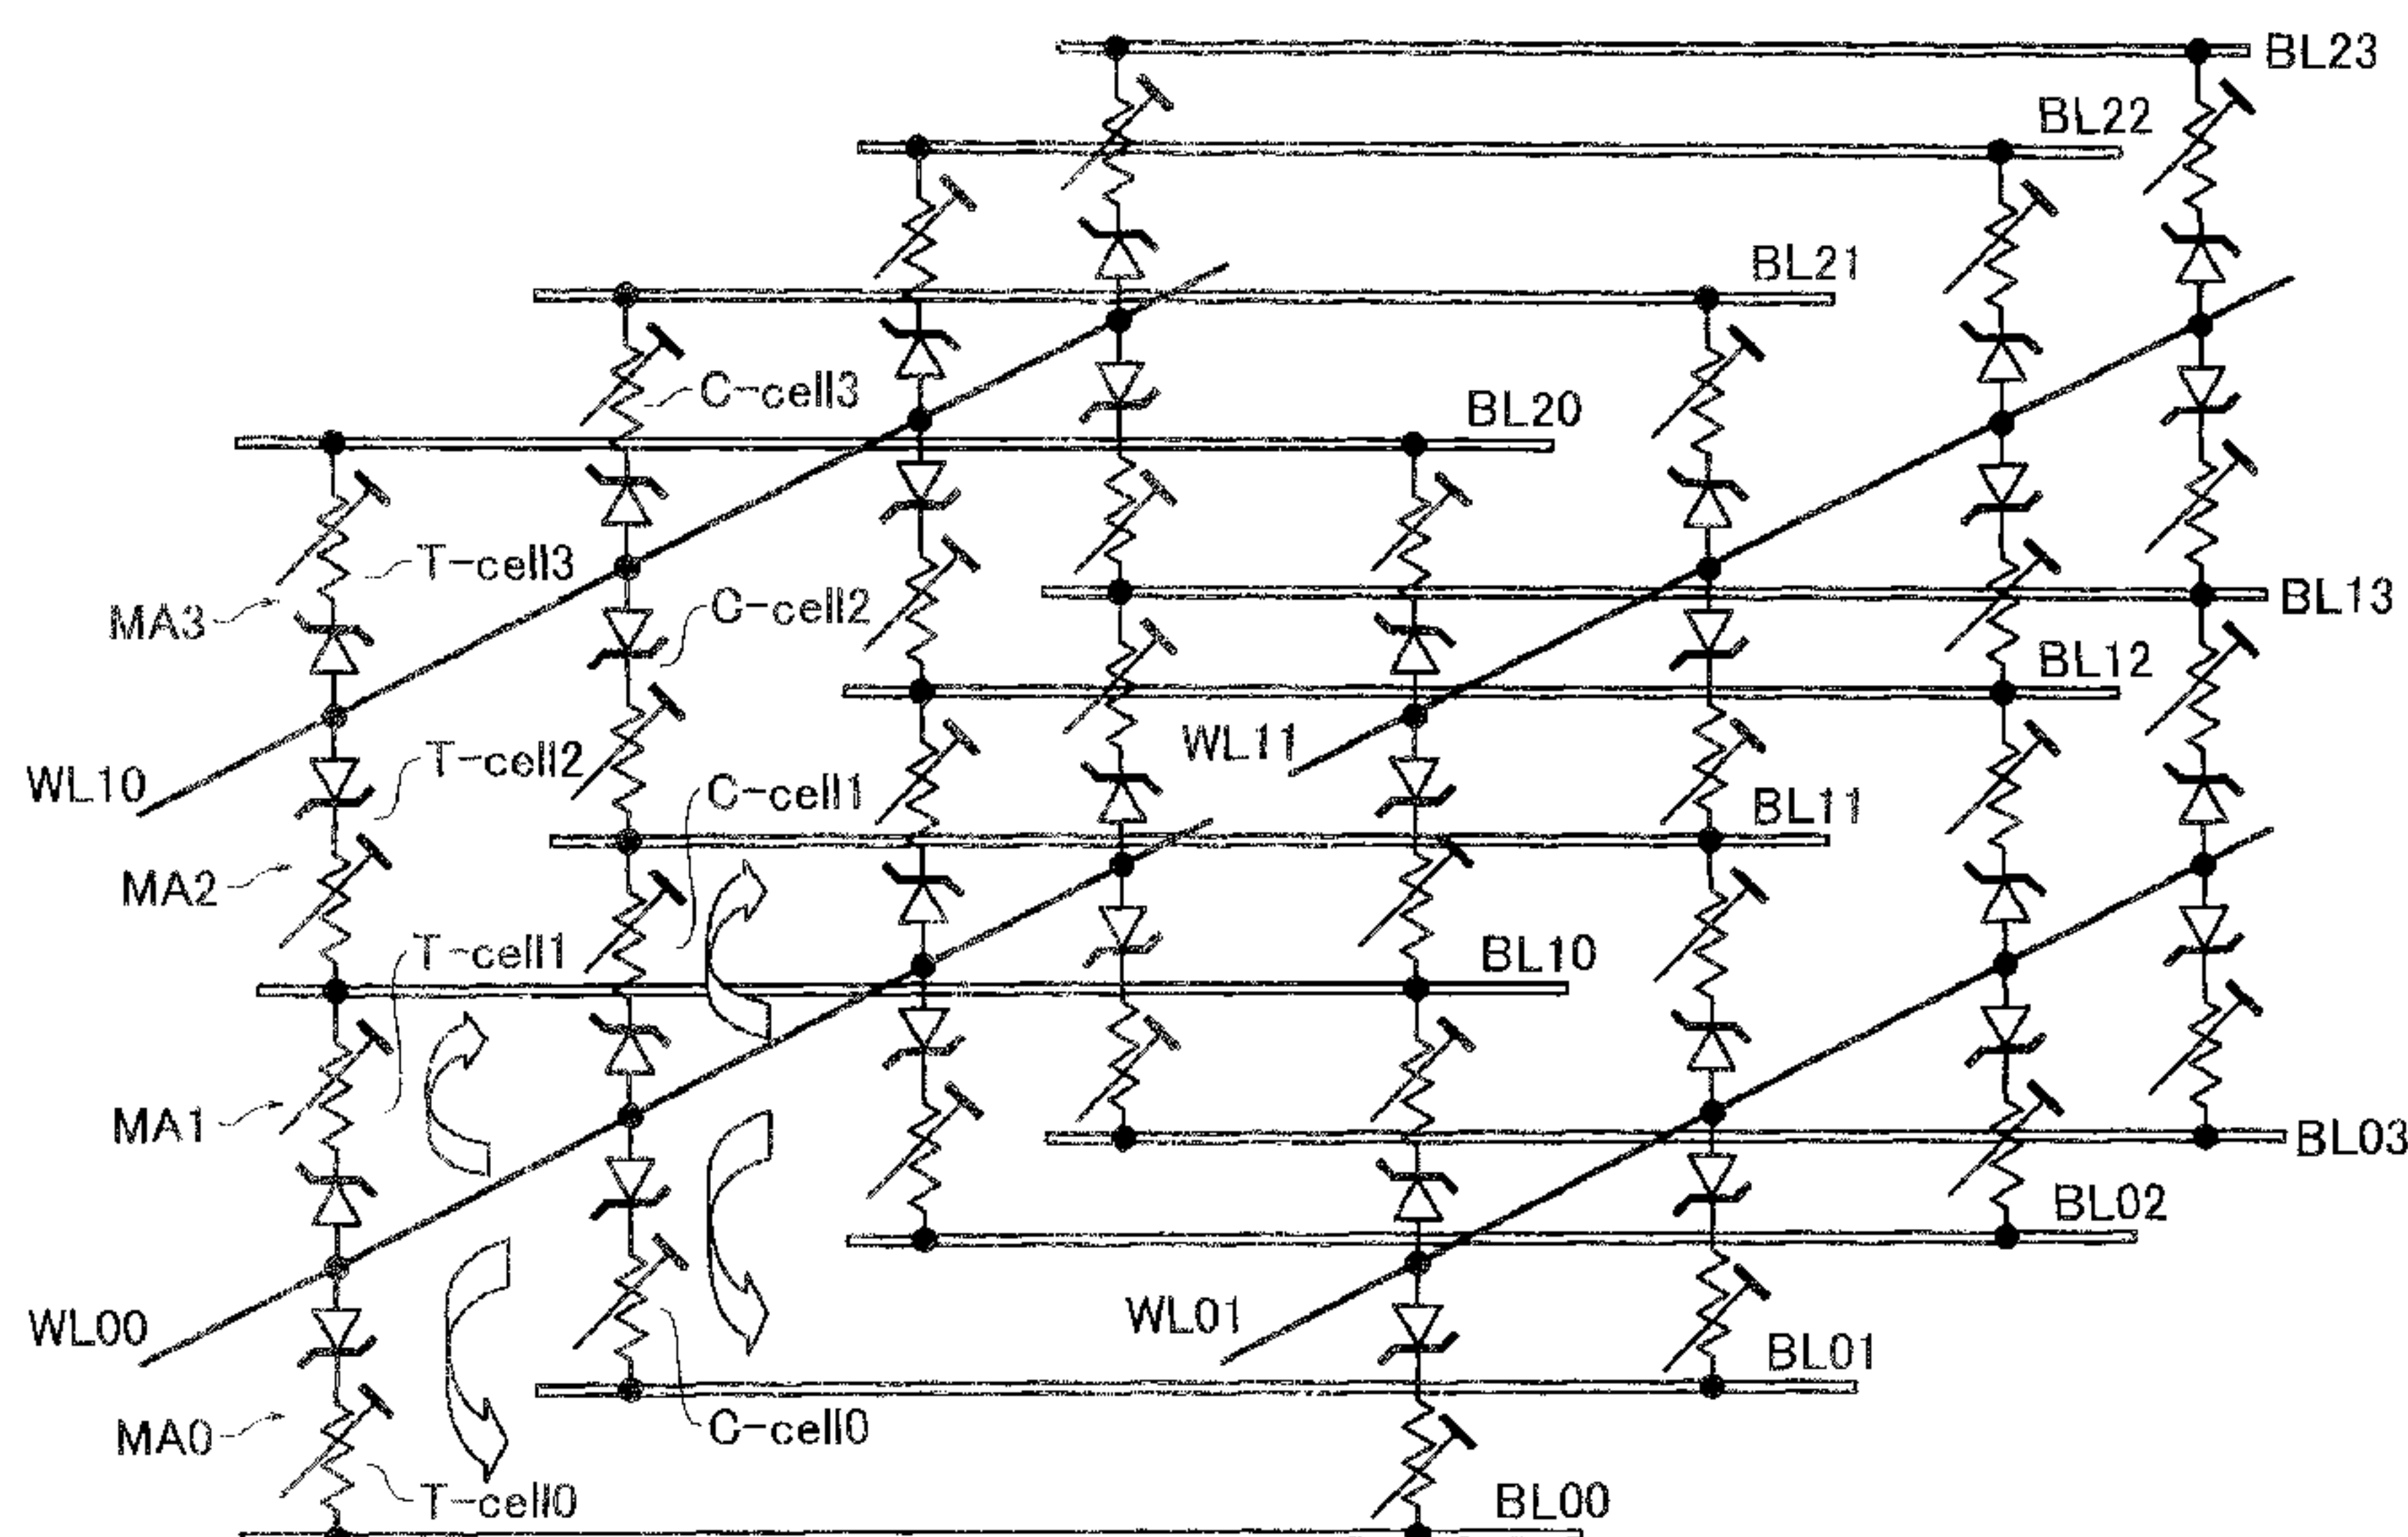 BL23
BL22
BL21
C-cell3
BL20
T-cell3
MA3
C-cell2
BL13
BL12
WL11
T-cell2
WL10
C-cell1
BL11
MA2
T-cell1
BL10
MA1
BL03
BL02
WL01
WL00
BL01
MA0
C-cell0
T-cell0
BL00